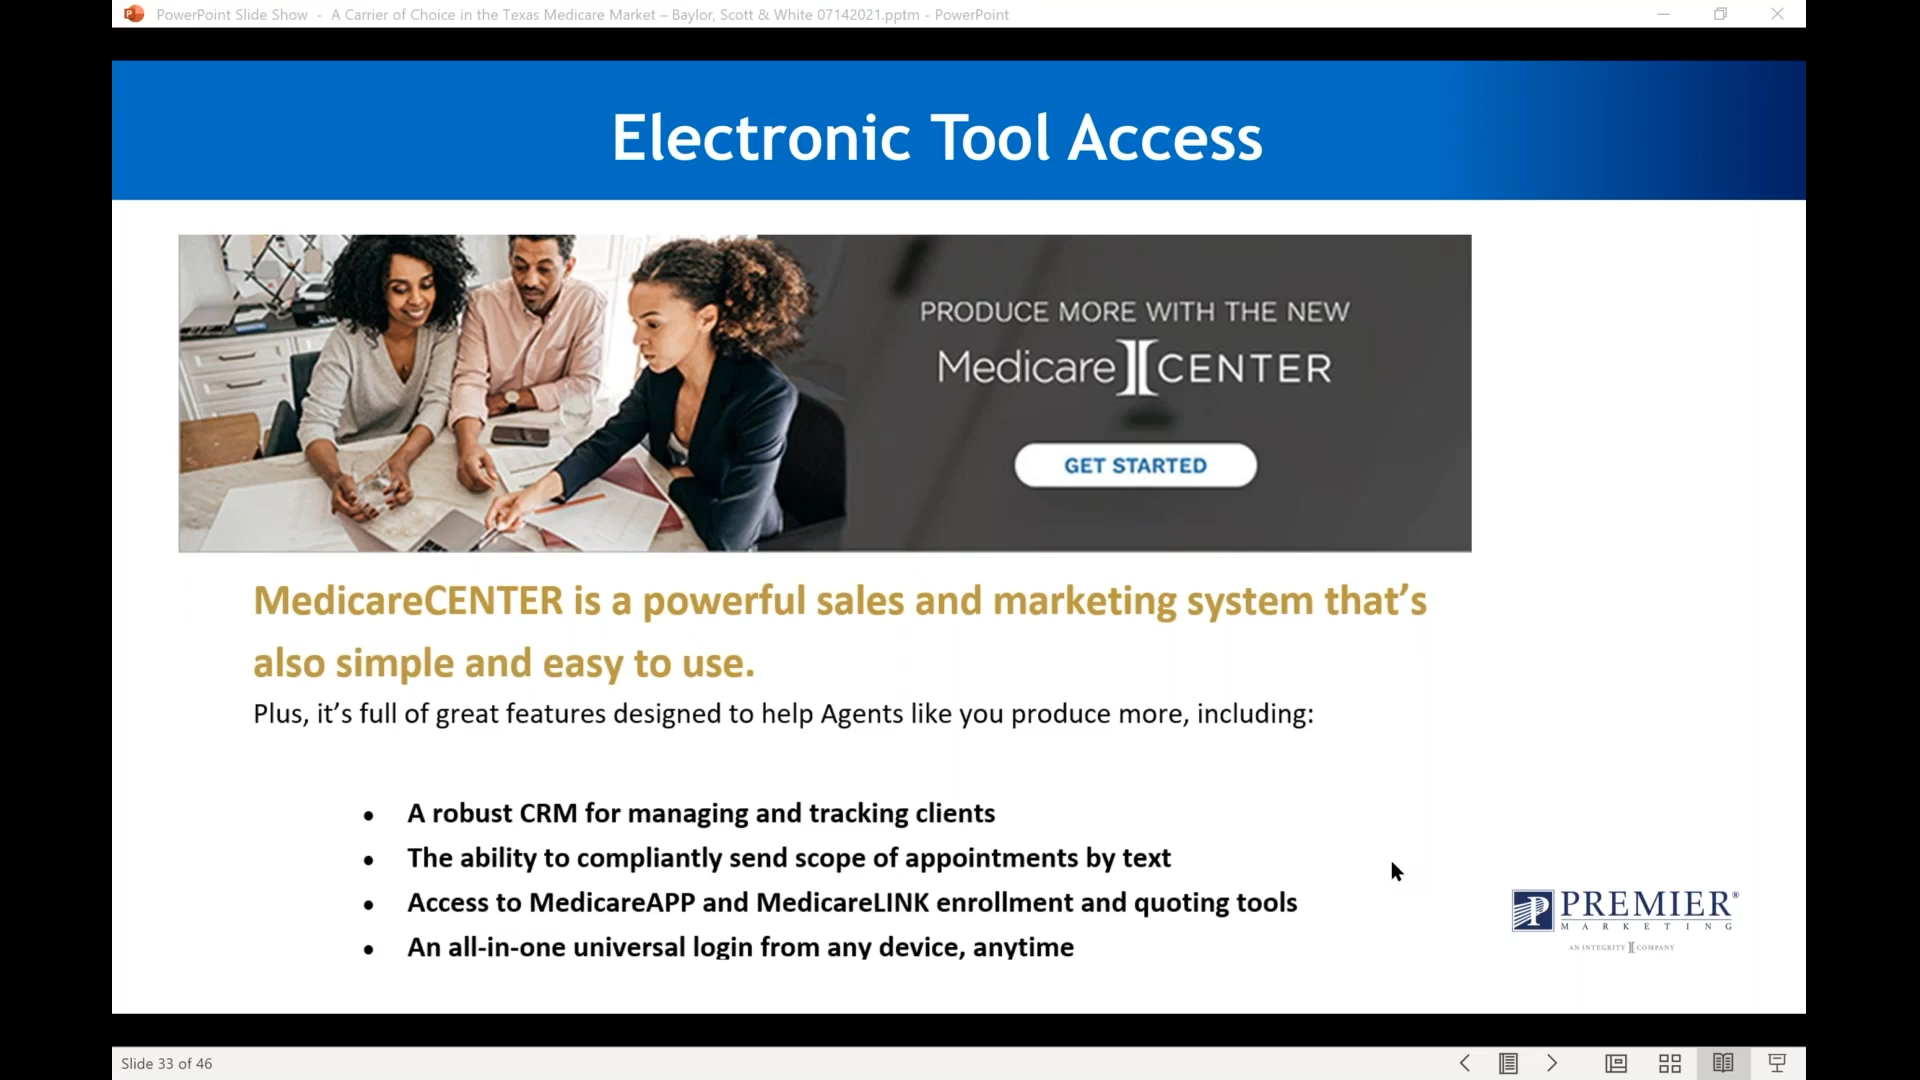 PowerPoint Slide Show - A Carrier of Choice in the Texas Medicare Market – Baylor, Scott & White 07142021.pptm - PowerPoint
Electronic Tool Access
PRODUCE MORE WITH THE NEW
Medicare CENTER
GET STARTED
MedicareCENTER is a powerful sales and marketing system that’s
also simple and easy to use.
Plus, it’s full of great features designed to help Agents like you produce more, including:
• A robust CRM for managing and tracking clients
• The ability to compliantly send scope of appointments by text
• Access to MedicareAPP and MedicareLINK enrollment and quoting tools
• An all-in-one universal login from any device, anytime
P PREMIER®
MARKETING
AN INTEGRITY COMPANY
Slide 33 of 46